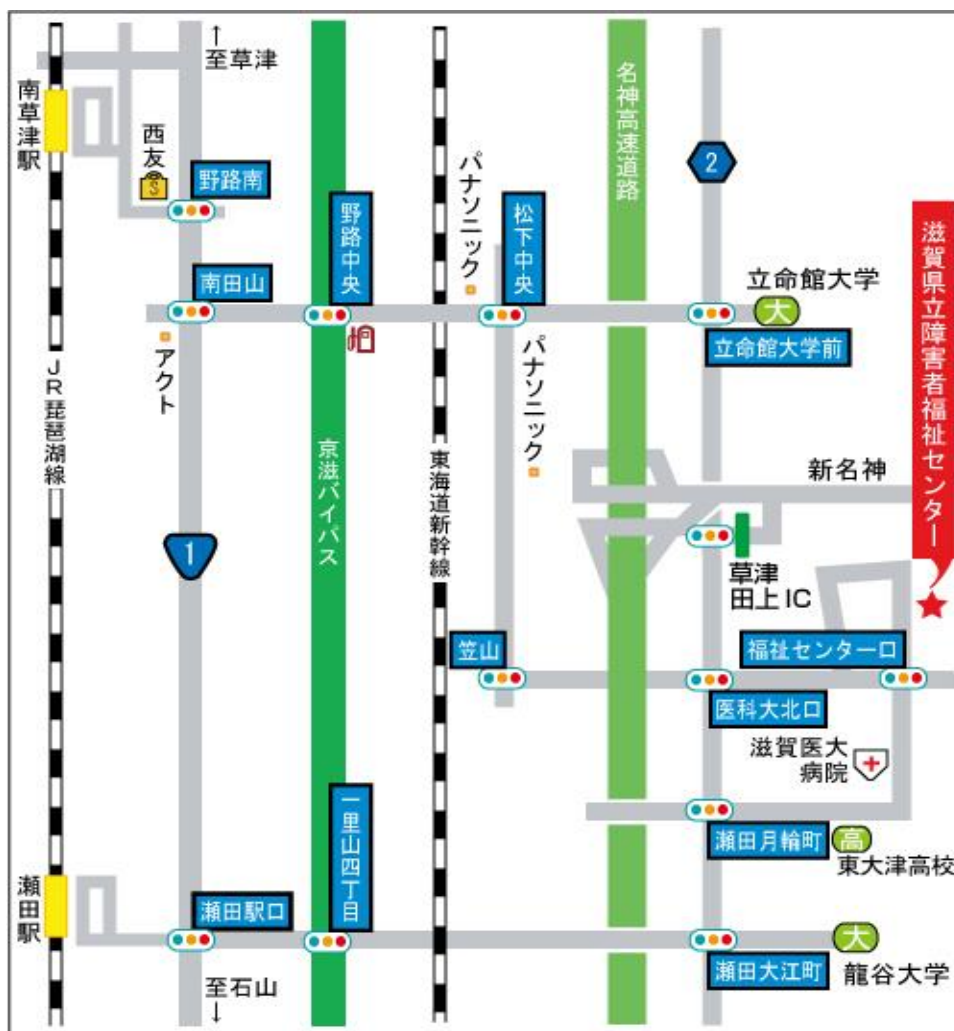 ↑
至草津
南草津駅
西友
S
野路南
野路中央
パナソニック
松下中央
名神高速道路
2
滋賀県立障害者福祉センター
南田山
立命館大学
大
立命館大学前
アクト
パナソニック
JR琵琶湖線
京滋バイパス
東海道新幹線
新名神
1
草津
田上IC
笠山
福祉センター口
医科大北口
滋賀医大
病院
一里山四丁目
瀬田月輪町
高
東大津高校
瀬田駅
瀬田駅口
大
瀬田大江町
龍谷大学
至石山
↓